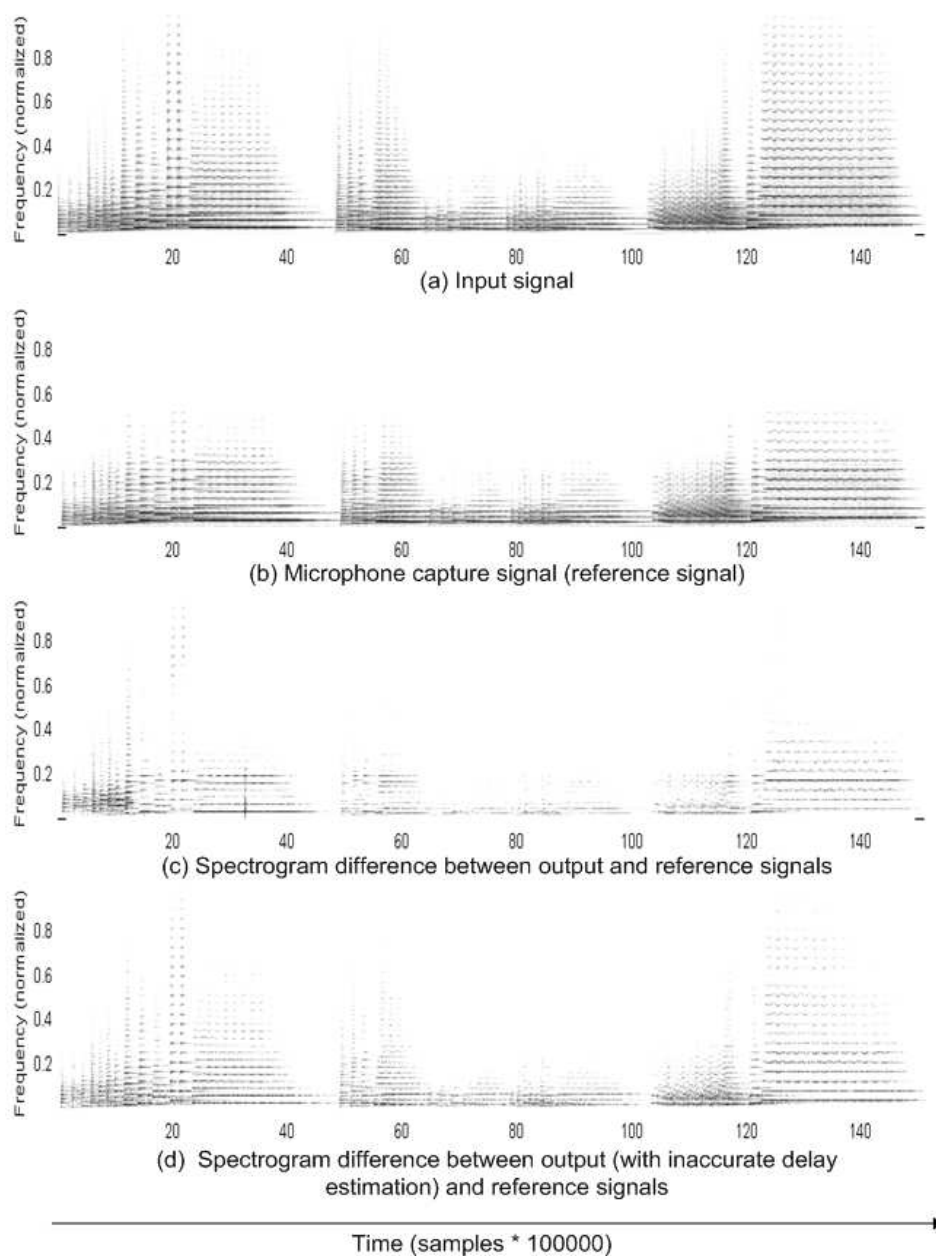 Frequency (normalized)
0.8
0.6
0.4
0.2
20 40 60 80 100 120 140
(a) Input signal
Frequency (normalized)
0.8
0.6
0.4
0.2
20 40 60 80 100 120 140
(b) Microphone capture signal (reference signal)
Frequency (normalized)
0.8
0.6
0.4
0.2
20 40 60 80 100 120 140
(c) Spectrogram difference between output and reference signals
Frequency (normalized)
0.8
0.6
0.4
0.2
20 40 60 80 100 120 140
(d) Spectrogram difference between output (with inaccurate delay
estimation) and reference signals
Time (samples * 100000)